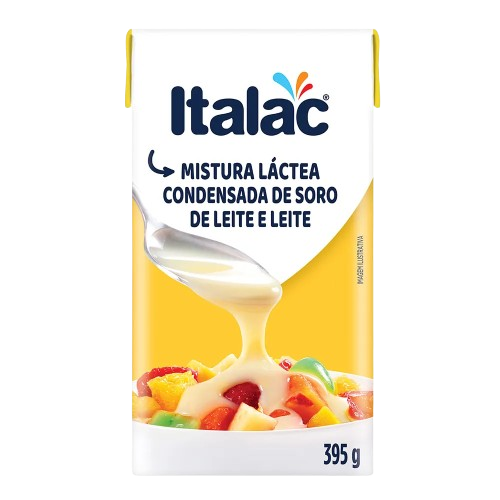 Italac®
MISTURA LÁCTEA
CONDENSADA DE SORO
DE LEITE E LEITE
IMAGEM ILUSTRATIVA
395 g